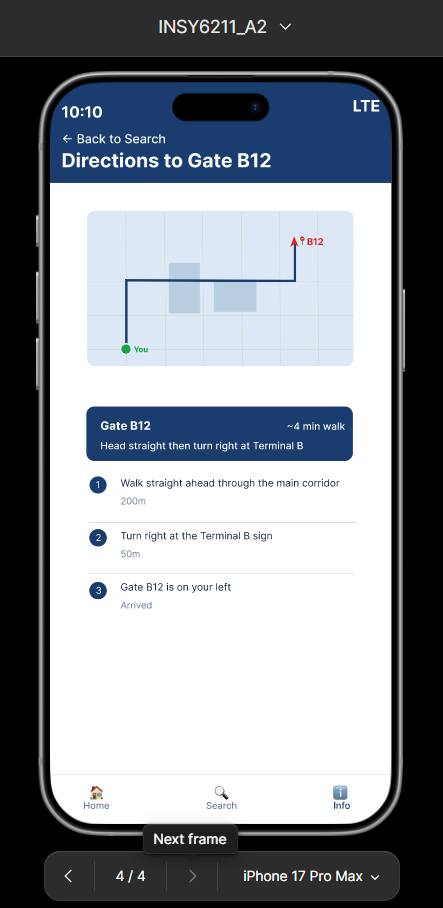 INSY6211_A2
10:10
LTE
← Back to Search
Directions to Gate B12
B12
You
Gate B12
~4 min walk
Head straight then turn right at Terminal B
1 Walk straight ahead through the main corridor
200m
2 Turn right at the Terminal B sign
50m
3 Gate B12 is on your left
Arrived
Home
Search
Info
Next frame
4 / 4
iPhone 17 Pro Max